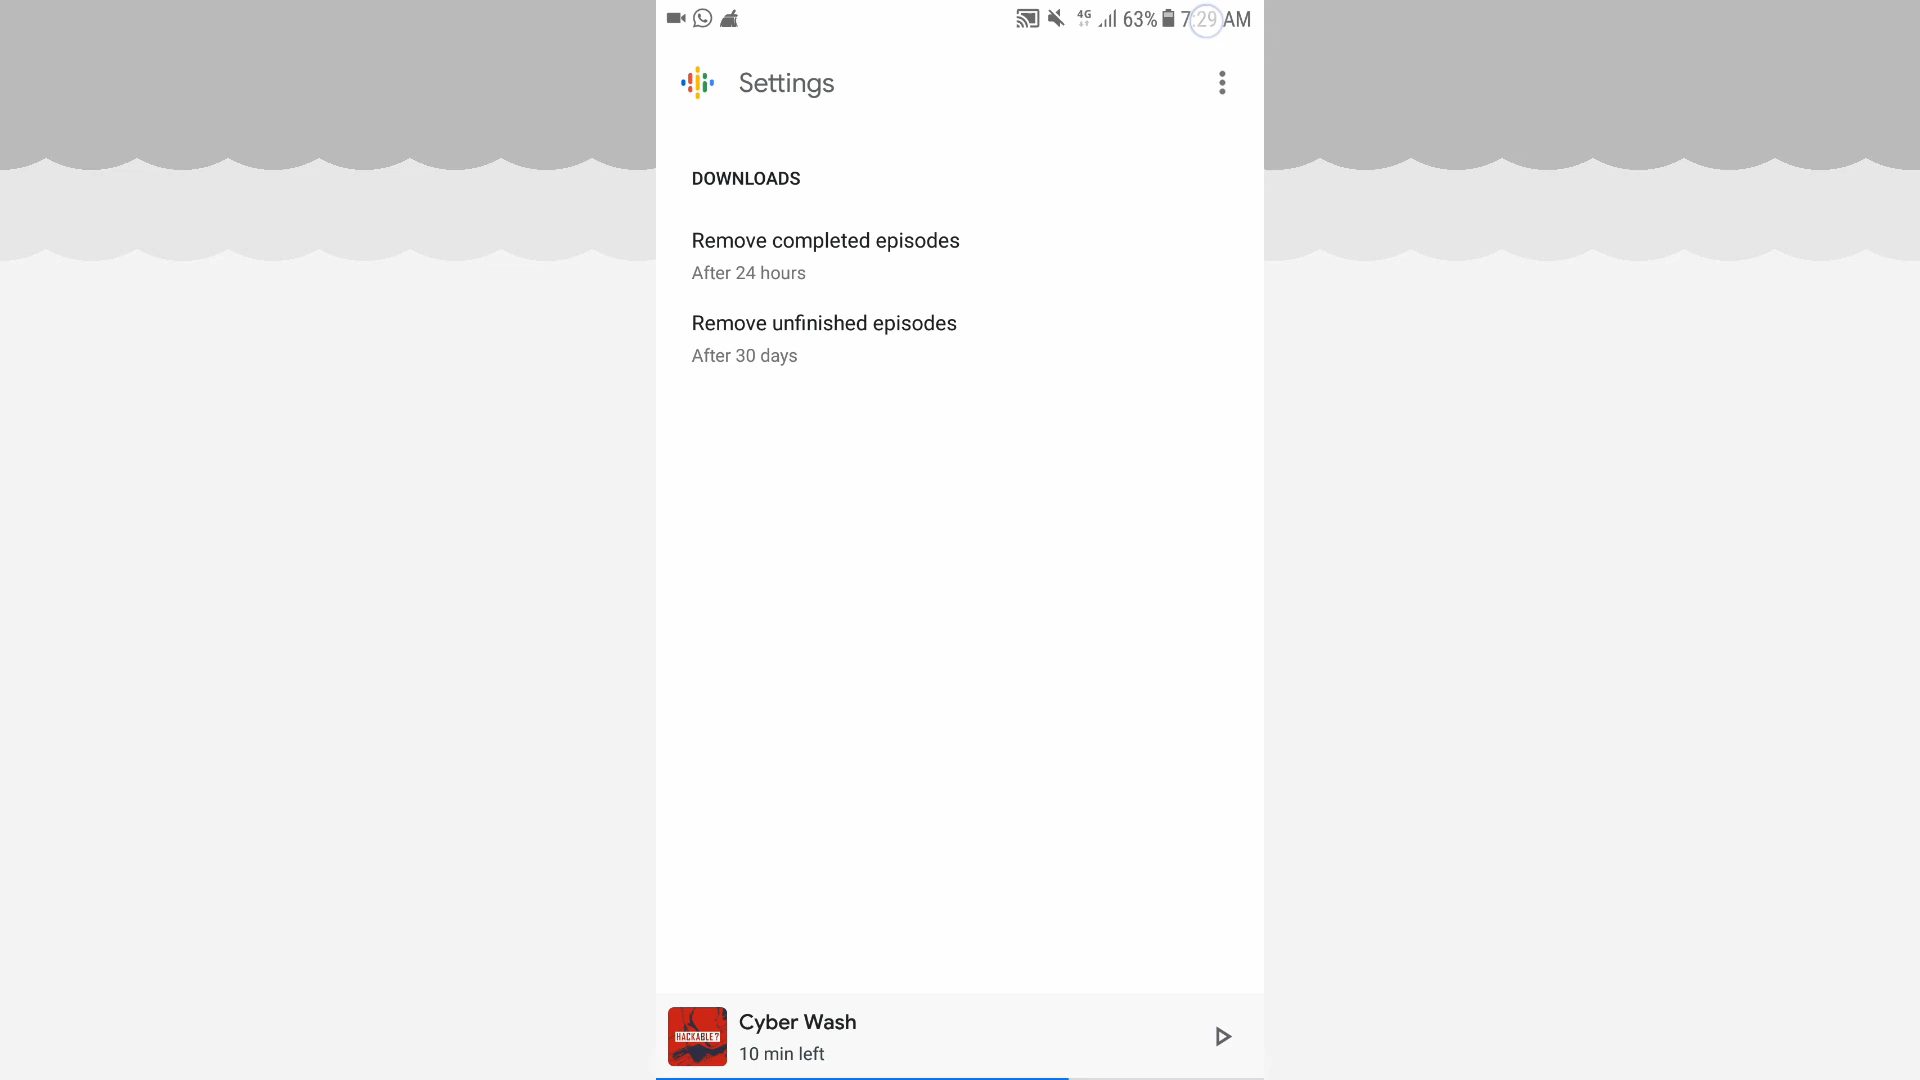 4G 63% 7:29 AM
Settings
DOWNLOADS
Remove completed episodes
After 24 hours
Remove unfinished episodes
After 30 days
HACKABLE?
Cyber Wash
10 min left